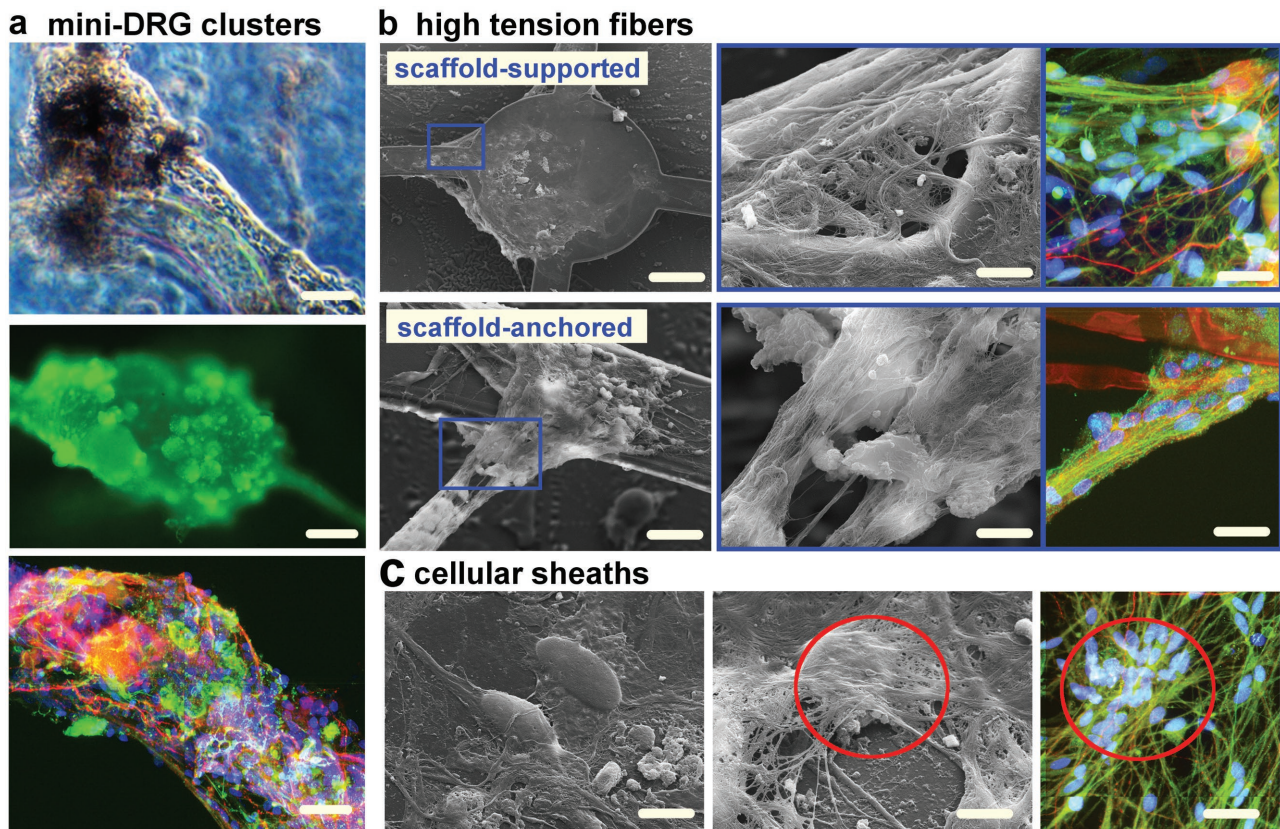 a mini-DRG clusters
b high tension fibers
scaffold-supported
scaffold-anchored
c cellular sheaths